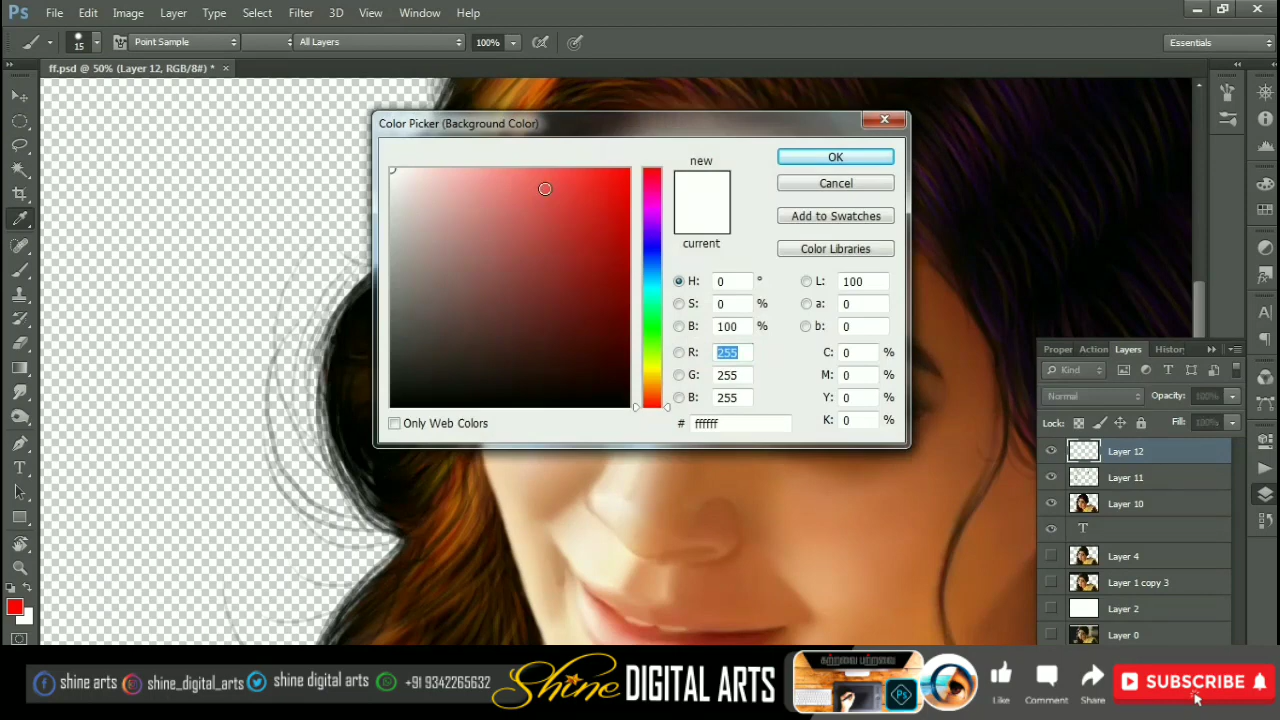 Ps File Edit Image Layer Type Select Filter 3D View Window Help
15 Point Sample All Layers 100% Essentials
ff.psd @ 50% (Layer 12, RGB/8#) * ×
Color Picker (Background Color)
new
current
OK
Cancel
Add to Swatches
Color Libraries
H: 0 ° L: 100
S: 0 % a: 0
B: 100 % b: 0
R: 255 C: 0 %
G: 255 M: 0 %
B: 255 Y: 0 %
# ffffff K: 0 %
Only Web Colors
Proper Action Layers Histor
Kind
Normal Opacity: 100%
Lock: Fill: 100%
Layer 12
Layer 11
Layer 10
T
Layer 4
Layer 1 copy 3
Layer 2
Layer 0
shine arts shine_digital_arts shine digital arts +91 9342265632
Shine DIGITAL ARTS
கற்றவை பற்றவை
Ps
Like Comment Share
SUBSCRIBE